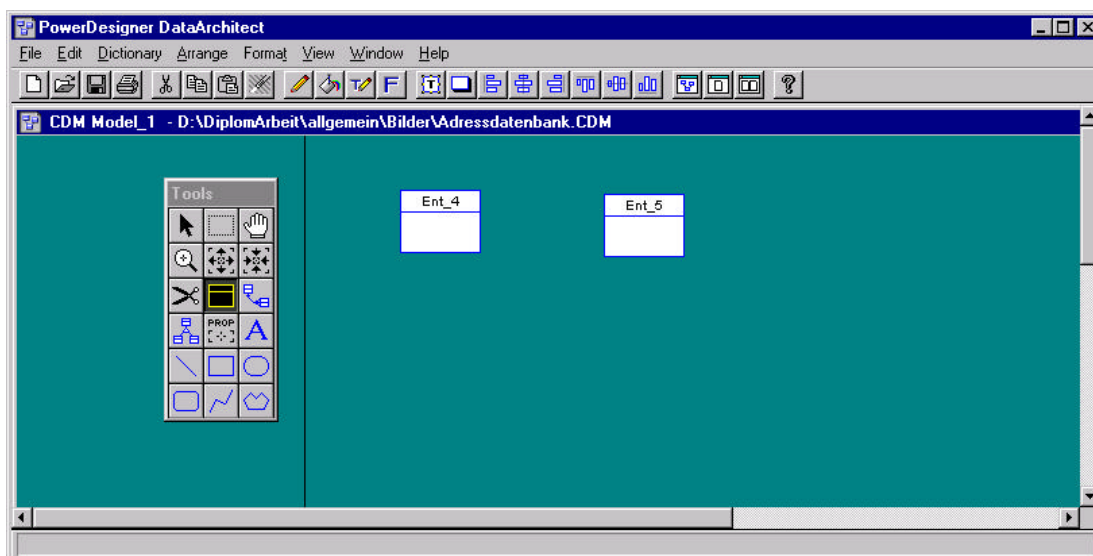 PowerDesigner DataArchitect
File Edit Dictionary Arrange Format View Window Help
T F T
CDM Model_1 - D:\DiplomArbeit\allgemein\Bilder\Adressdatenbank.CDM
Tools
Ent_4
Ent_5
PROP
A